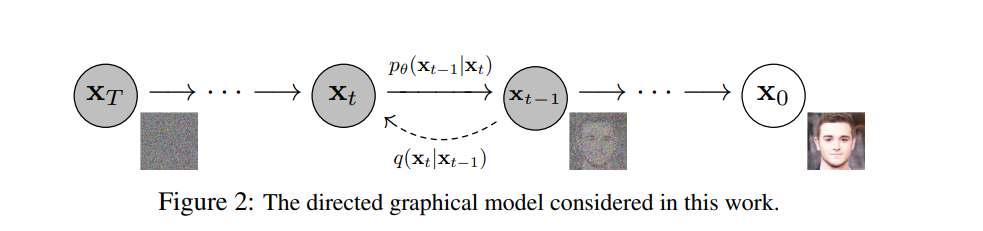 p_θ(x_{t−1}|x_t)
x_T → ··· → x_t → x_{t−1} → ··· → x_0
q(x_t|x_{t−1})
Figure 2: The directed graphical model considered in this work.